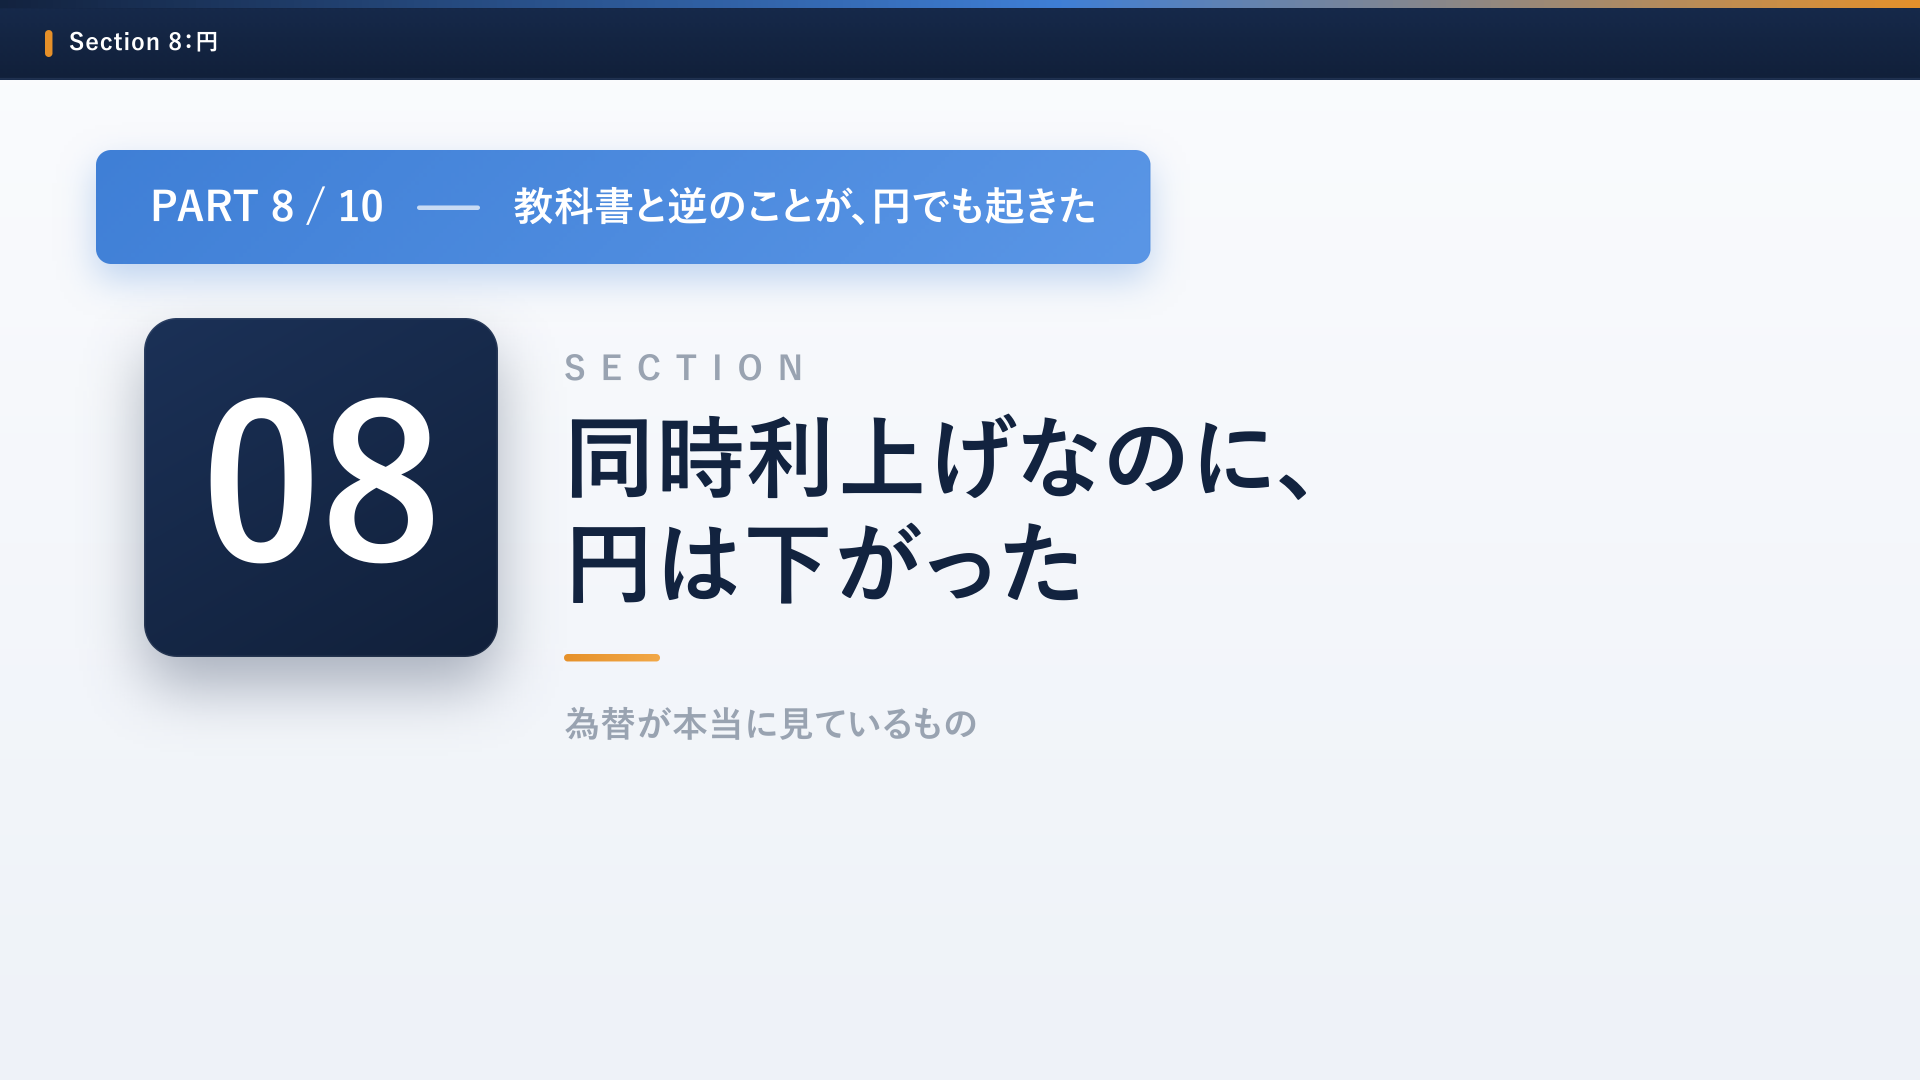 Section 8：円
PART 8 / 10 — 教科書と逆のことが、円でも起きた
08
SECTION
同時利上げなのに、
円は下がった
為替が本当に見ているもの